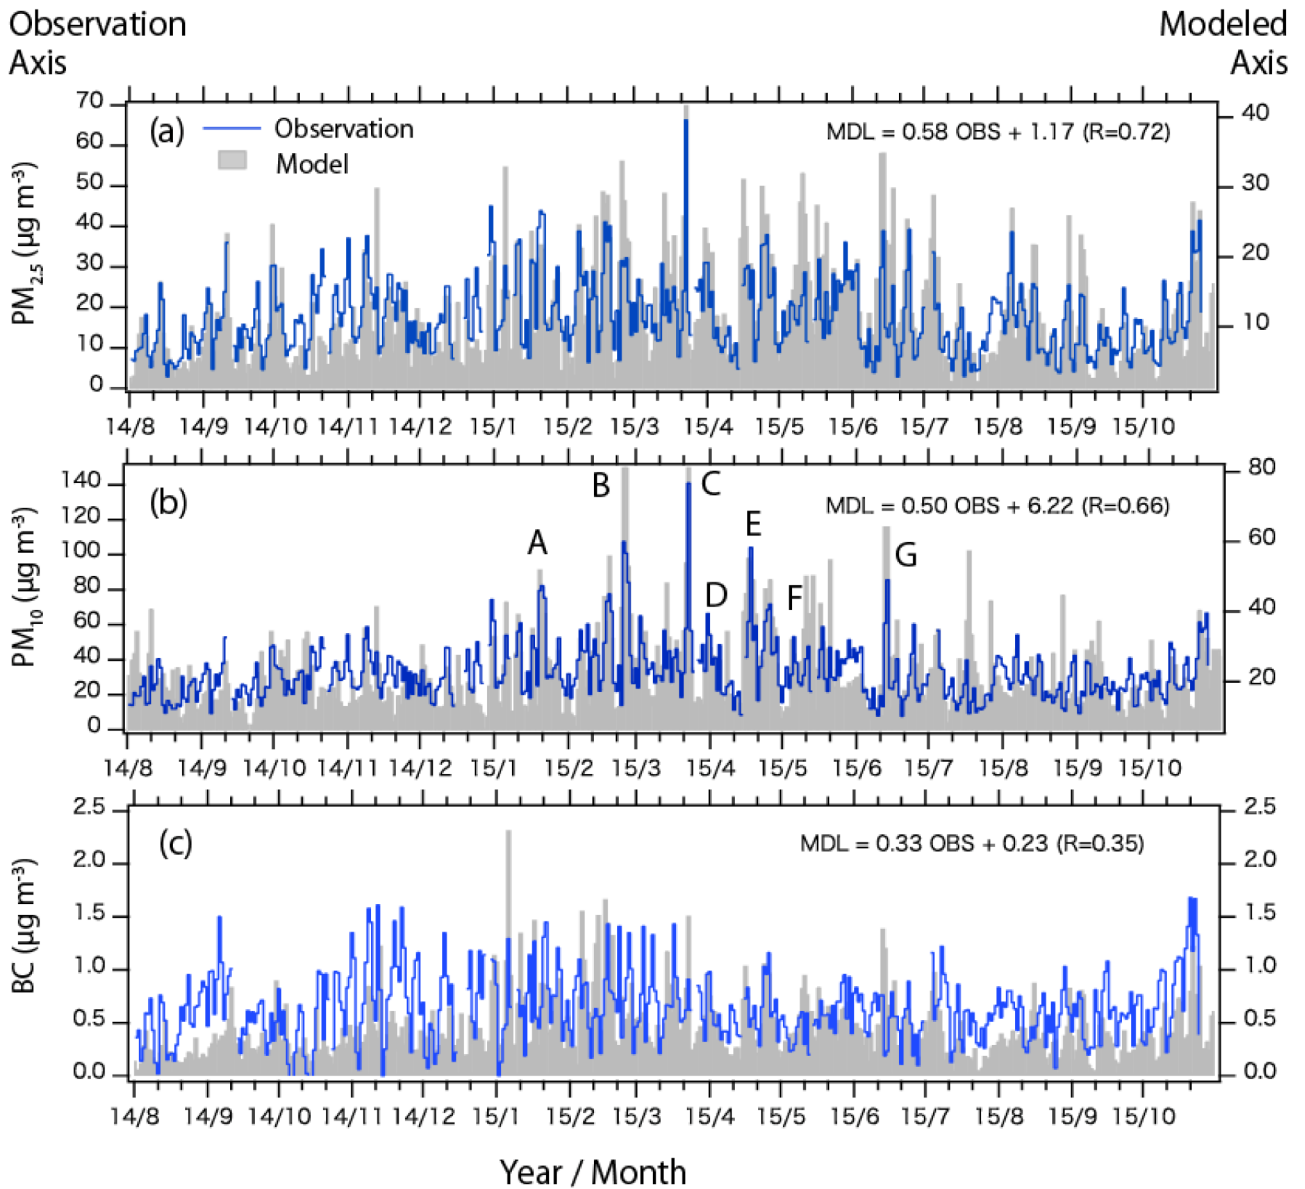 Observation
Axis
Modeled
Axis
70
60
50
40
30
20
10
0
PM2.5 (μg m-3)
(a)
Observation
Model
MDL = 0.58 OBS + 1.17 (R=0.72)
40
30
20
10
14/8 14/9 14/10 14/11 14/12 15/1 15/2 15/3 15/4 15/5 15/6 15/7 15/8 15/9 15/10
140
120
100
80
60
40
20
0
PM10 (μg m-3)
(b)
A
B
C
D
E
F
G
MDL = 0.50 OBS + 6.22 (R=0.66)
80
60
40
20
14/8 14/9 14/10 14/11 14/12 15/1 15/2 15/3 15/4 15/5 15/6 15/7 15/8 15/9 15/10
2.5
2.0
1.5
1.0
0.5
0.0
BC (μg m-3)
(c)
MDL = 0.33 OBS + 0.23 (R=0.35)
2.5
2.0
1.5
1.0
0.5
0.0
14/8 14/9 14/10 14/11 14/12 15/1 15/2 15/3 15/4 15/5 15/6 15/7 15/8 15/9 15/10
Year / Month